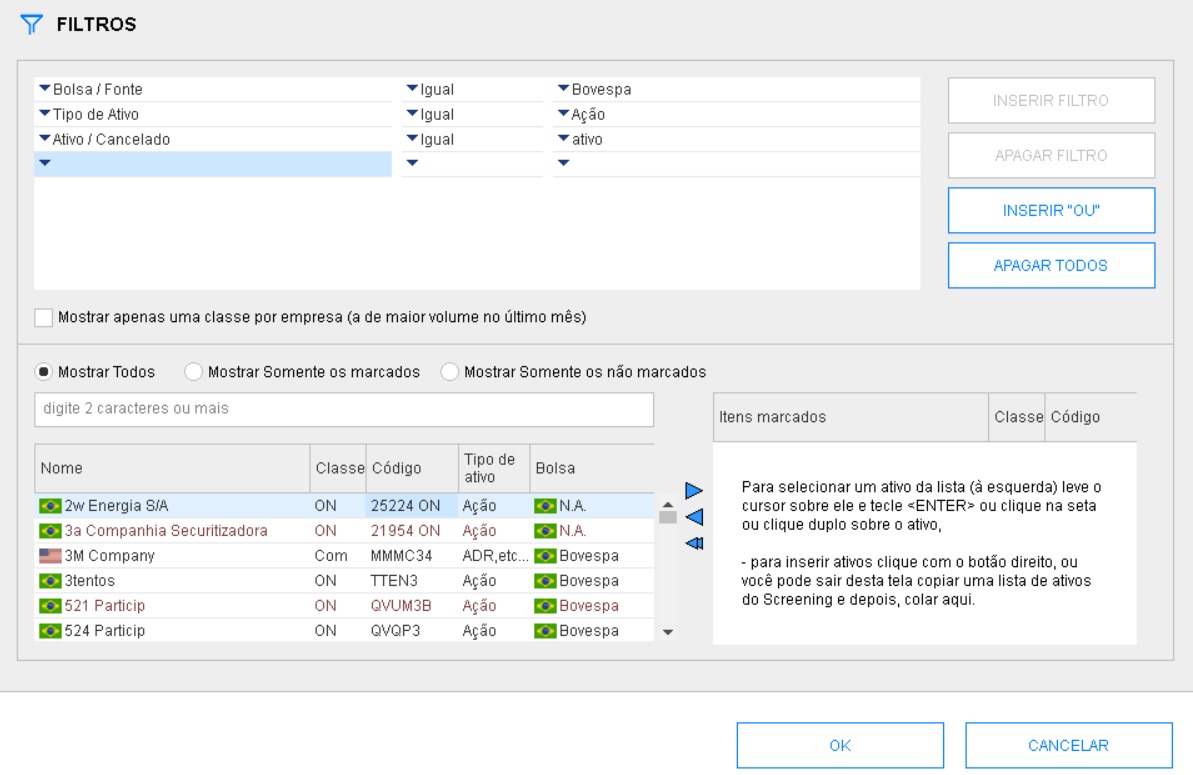 FILTROS
Bolsa / Fonte Igual Bovespa
Tipo de Ativo Igual Ação
Ativo / Cancelado Igual ativo
INSERIR FILTRO
APAGAR FILTRO
INSERIR "OU"
APAGAR TODOS
Mostrar apenas uma classe por empresa (a de maior volume no último mês)
Mostrar Todos Mostrar Somente os marcados Mostrar Somente os não marcados
digite 2 caracteres ou mais
Nome Classe Código Tipo de ativo Bolsa
2w Energia S/A ON 25224 ON Ação N.A.
3a Companhia Securitizadora ON 21954 ON Ação N.A.
3M Company Com MMMC34 ADR,etc... Bovespa
3tentos ON TTEN3 Ação Bovespa
521 Particip ON QVUM3B Ação Bovespa
524 Particip ON QVQP3 Ação Bovespa
Itens marcados Classe Código
Para selecionar um ativo da lista (à esquerda) leve o
cursor sobre ele e tecle <ENTER> ou clique na seta
ou clique duplo sobre o ativo,
- para inserir ativos clique com o botão direito, ou
você pode sair desta tela copiar uma lista de ativos
do Screening e depois, colar aqui.
OK CANCELAR